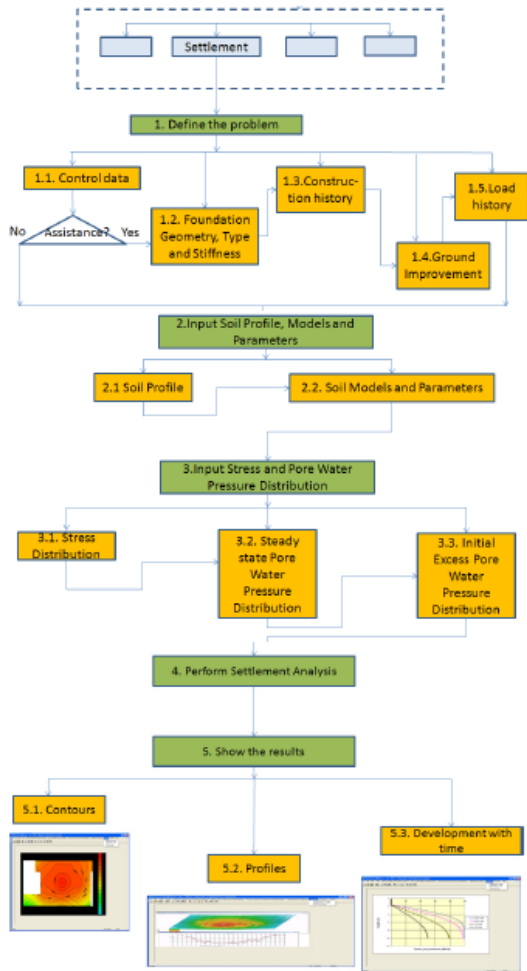 Settlement
1. Define the problem
1.1. Control data
1.3.Construc-
tion history
1.5.Load
history
No
Assistance?
Yes
1.2. Foundation
Geometry, Type
and Stiffness
1.4.Ground
Improvement
2.Input Soil Profile, Models and
Parameters
2.1 Soil Profile
2.2. Soil Models and Parameters
3.Input Stress and Pore Water
Pressure Distribution
3.1. Stress
Distribution
3.2. Steady
state Pore
Water
Pressure
Distribution
3.3. Initial
Excess Pore
Water
Pressure
Distribution
4. Perform Settlement Analysis
5. Show the results
5.1. Contours
5.2. Profiles
5.3. Development with
time